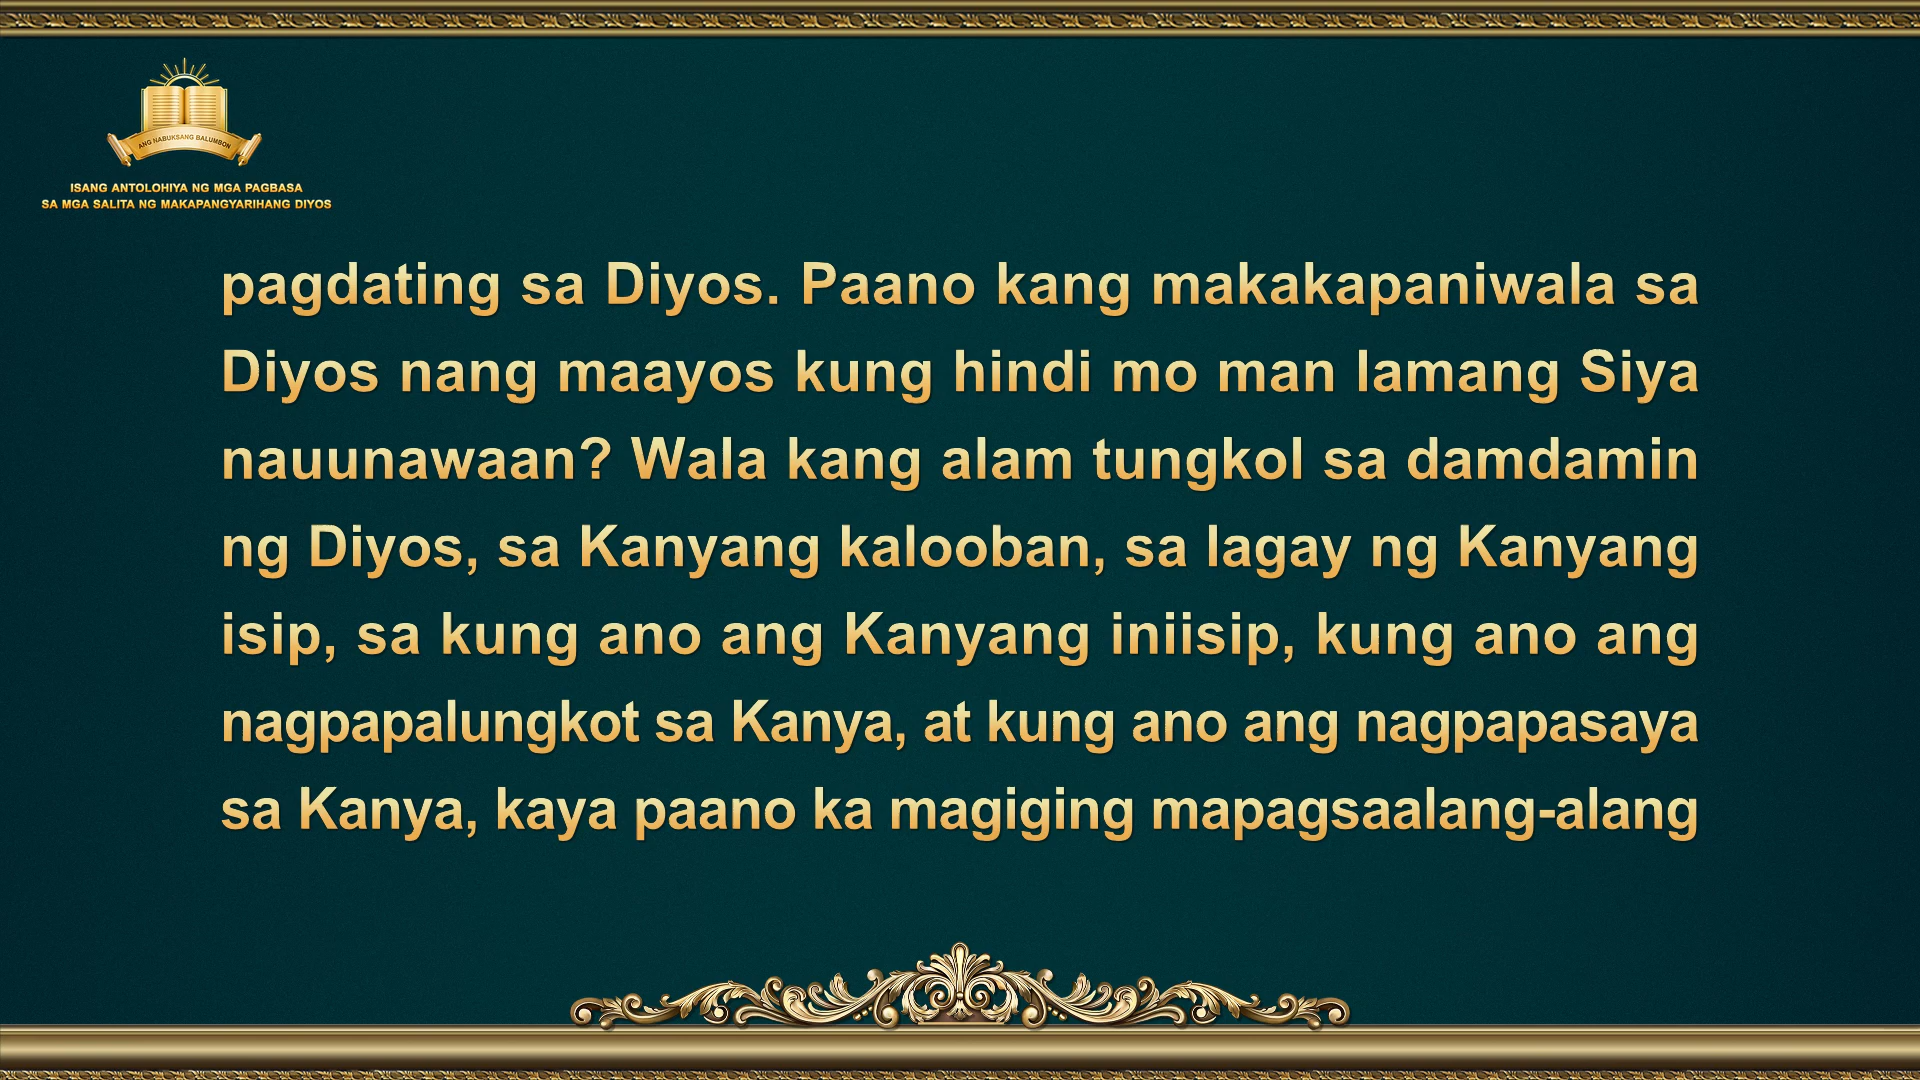 ANG NABUKSANG BALUMBON
ISANG ANTOLOHIYA NG MGA PAGBASA
SA MGA SALITA NG MAKAPANGYARIHANG DIYOS
pagdating sa Diyos. Paano kang makakapaniwala sa
Diyos nang maayos kung hindi mo man lamang Siya
nauunawaan? Wala kang alam tungkol sa damdamin
ng Diyos, sa Kanyang kalooban, sa lagay ng Kanyang
isip, sa kung ano ang Kanyang iniisip, kung ano ang
nagpapalungkot sa Kanya, at kung ano ang nagpapasaya
sa Kanya, kaya paano ka magiging mapagsaalang-alang